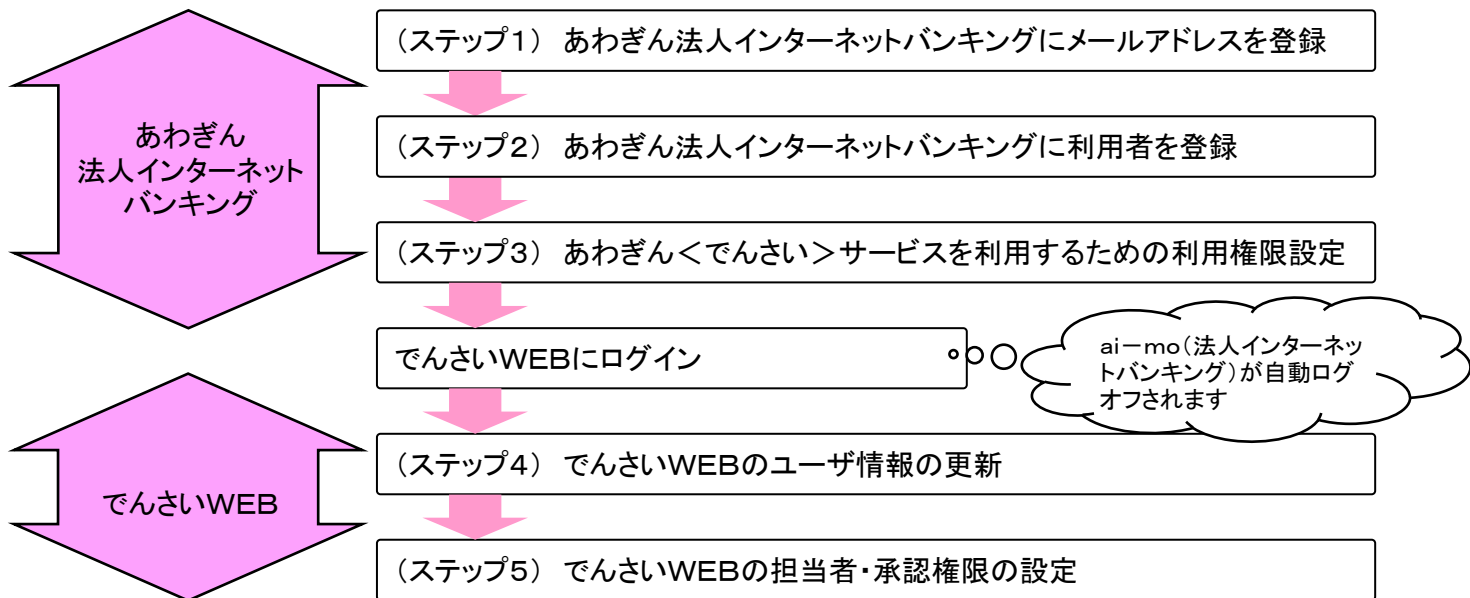 (ステップ1) あわぎん法人インターネットバンキングにメールアドレスを登録
(ステップ2) あわぎん法人インターネットバンキングに利用者を登録
(ステップ3) あわぎん<でんさい>サービスを利用するための利用権限設定
あわぎん
法人インターネット
バンキング
でんさいWEBにログイン
ai-mo(法人インターネッ
トバンキング)が自動ログ
オフされます
(ステップ4) でんさいWEBのユーザ情報の更新
(ステップ5) でんさいWEBの担当者・承認権限の設定
でんさいWEB